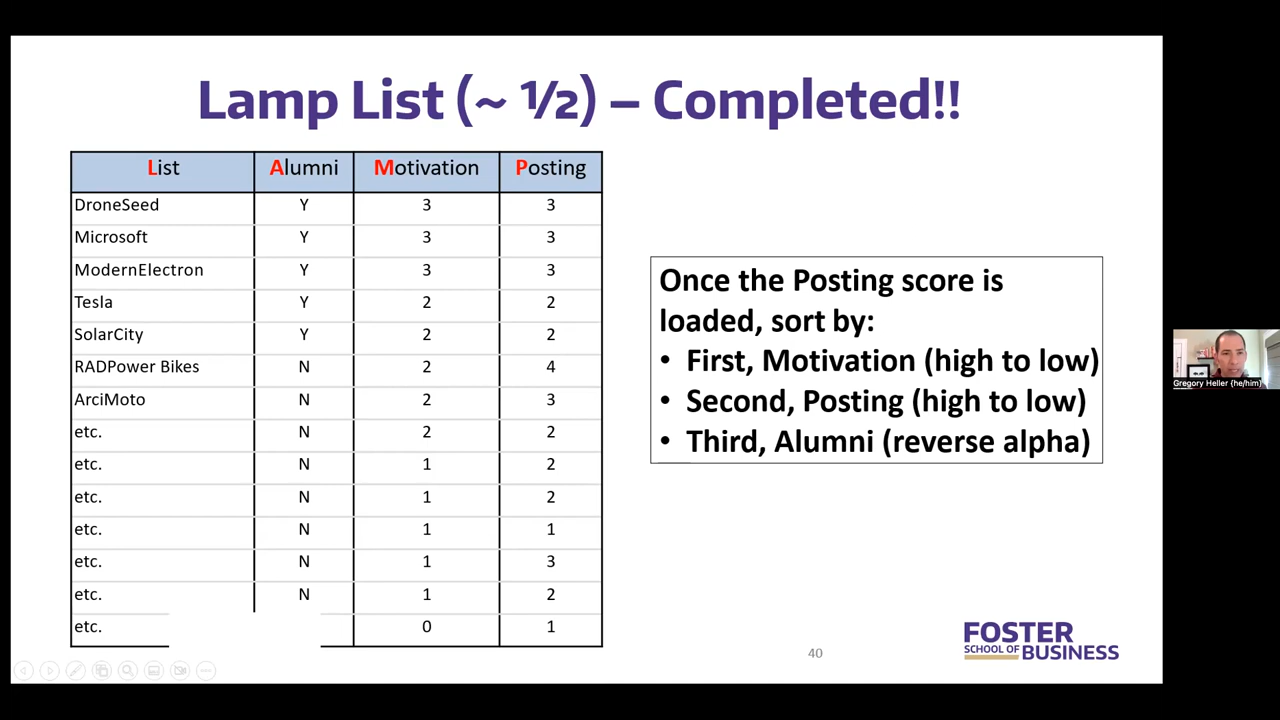 Lamp List (~ ½) – Completed!!
List Alumni Motivation Posting
DroneSeed Y 3 3
Microsoft Y 3 3
ModernElectron Y 3 3
Tesla Y 2 2
SolarCity Y 2 2
RADPower Bikes N 2 4
ArciMoto N 2 3
etc. N 2 2
etc. N 1 2
etc. N 1 2
etc. N 1 1
etc. N 1 3
etc. N 1 2
etc. 0 1
Once the Posting score is
loaded, sort by:
• First, Motivation (high to low)
• Second, Posting (high to low)
• Third, Alumni (reverse alpha)
Gregory Heller (he/him)
40
FOSTER
SCHOOL OF BUSINESS